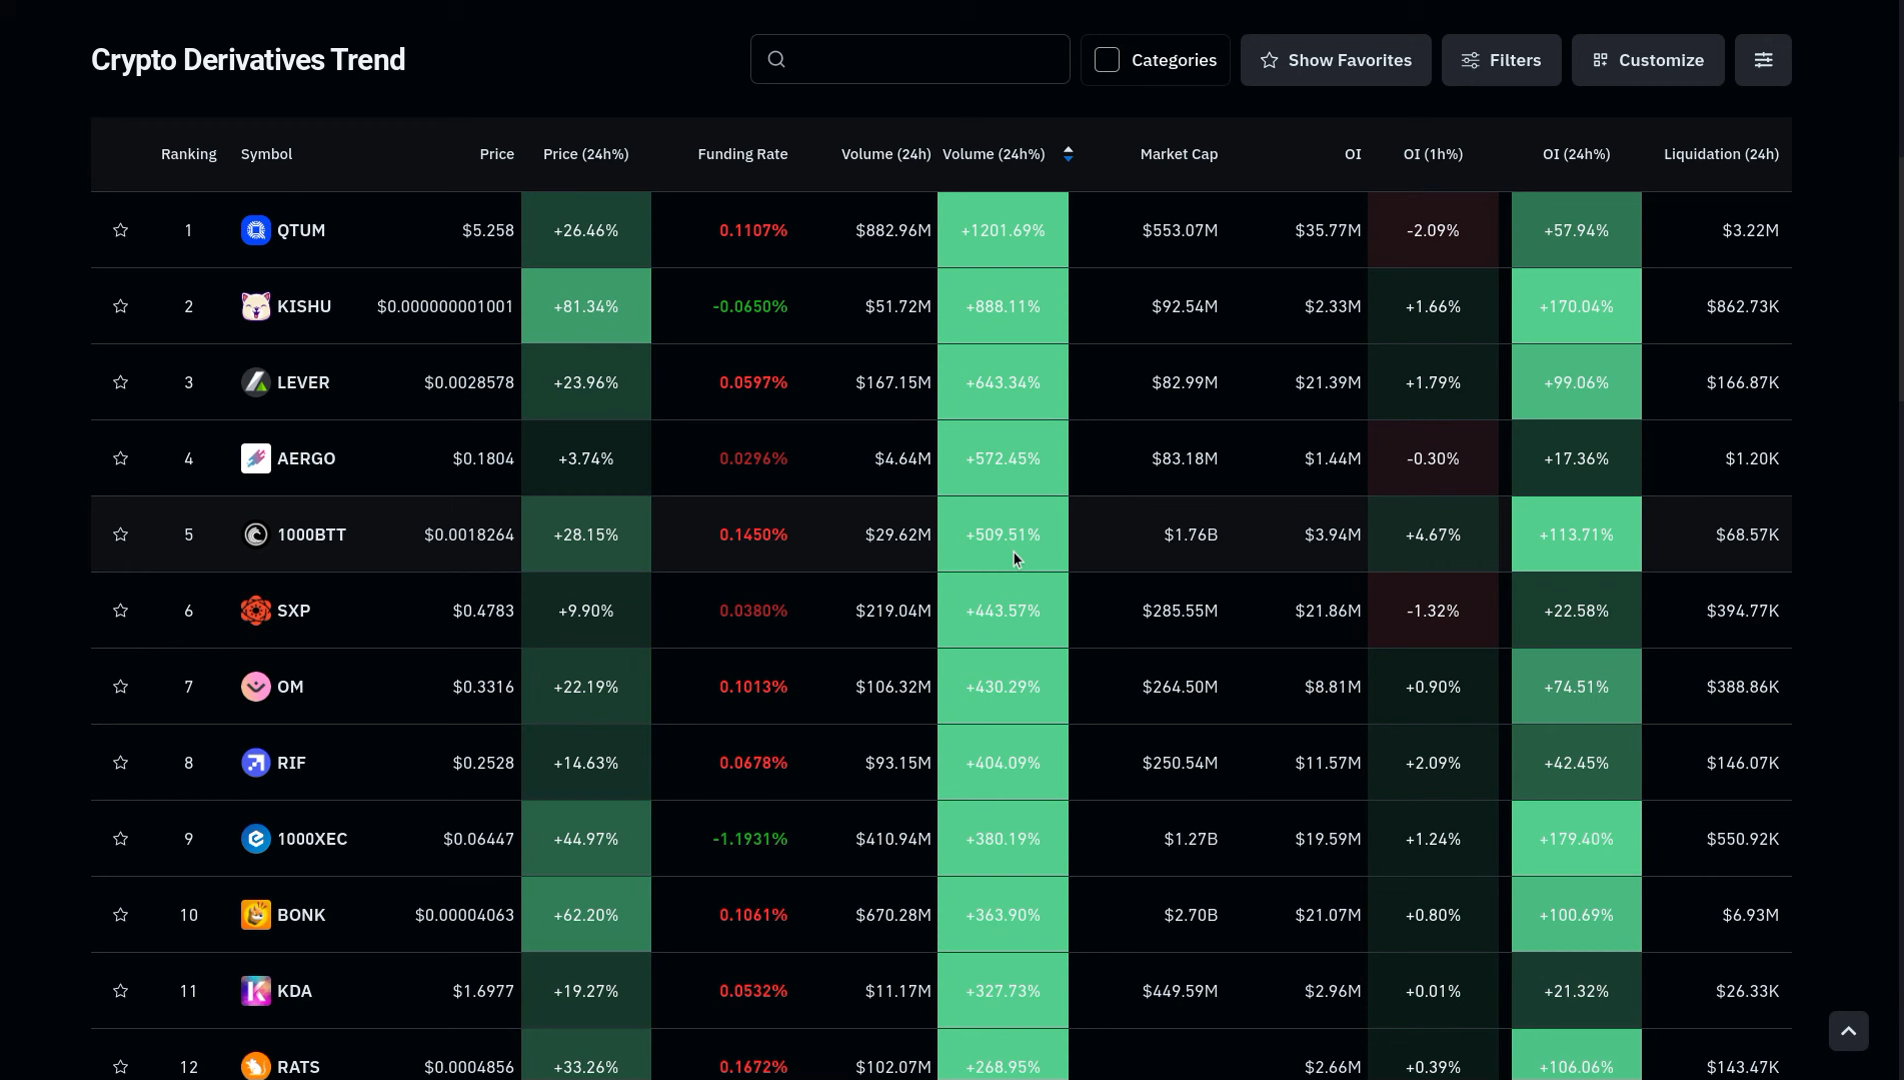 Crypto Derivatives Trend
Categories Show Favorites Filters Customize
Ranking Symbol Price Price (24h%) Funding Rate Volume (24h) Volume (24h%) Market Cap OI OI (1h%) OI (24h%) Liquidation (24h)
1 QTUM $5.258 +26.46% 0.1107% $882.96M +1201.69% $553.07M $35.77M -2.09% +57.94% $3.22M
2 KISHU $0.000000001001 +81.34% -0.0650% $51.72M +888.11% $92.54M $2.33M +1.66% +170.04% $862.73K
3 LEVER $0.0028578 +23.96% 0.0597% $167.15M +643.34% $82.99M $21.39M +1.79% +99.06% $166.87K
4 AERGO $0.1804 +3.74% 0.0296% $4.64M +572.45% $83.18M $1.44M -0.30% +17.36% $1.20K
5 1000BTT $0.0018264 +28.15% 0.1450% $29.62M +509.51% $1.76B $3.94M +4.67% +113.71% $68.57K
6 SXP $0.4783 +9.90% 0.0380% $219.04M +443.57% $285.55M $21.86M -1.32% +22.58% $394.77K
7 OM $0.3316 +22.19% 0.1013% $106.32M +430.29% $264.50M $8.81M +0.90% +74.51% $388.86K
8 RIF $0.2528 +14.63% 0.0678% $93.15M +404.09% $250.54M $11.57M +2.09% +42.45% $146.07K
9 1000XEC $0.06447 +44.97% -1.1931% $410.94M +380.19% $1.27B $19.59M +1.24% +179.40% $550.92K
10 BONK $0.00004063 +62.20% 0.1061% $670.28M +363.90% $2.70B $21.07M +0.80% +100.69% $6.93M
11 KDA $1.6977 +19.27% 0.0532% $11.17M +327.73% $449.59M $2.96M +0.01% +21.32% $26.33K
12 RATS $0.0004856 +33.26% 0.1672% $102.07M +268.95% $2.66M +0.39% +106.06% $143.47K